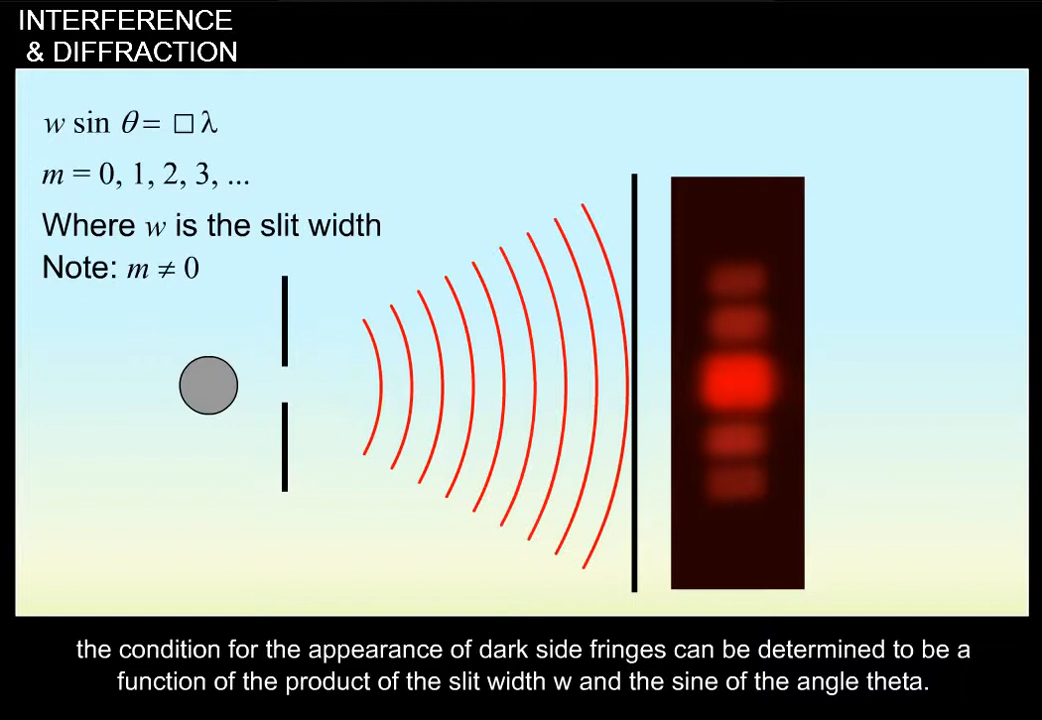 INTERFERENCE
& DIFFRACTION
w sin θ = □ λ
m = 0, 1, 2, 3, ...
Where w is the slit width
Note: m ≠ 0
the condition for the appearance of dark side fringes can be determined to be a
function of the product of the slit width w and the sine of the angle theta.